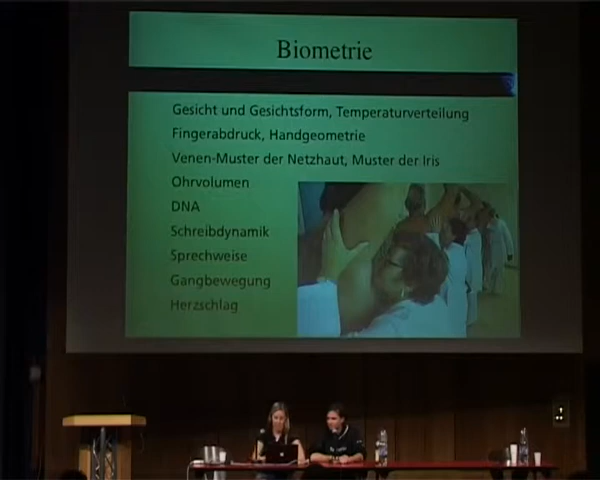 Biometrie
Gesicht und Gesichtsform, Temperaturverteilung
Fingerabdruck, Handgeometrie
Venen-Muster der Netzhaut, Muster der Iris
Ohrvolumen
DNA
Schreibdynamik
Sprechweise
Gangbewegung
Herzschlag